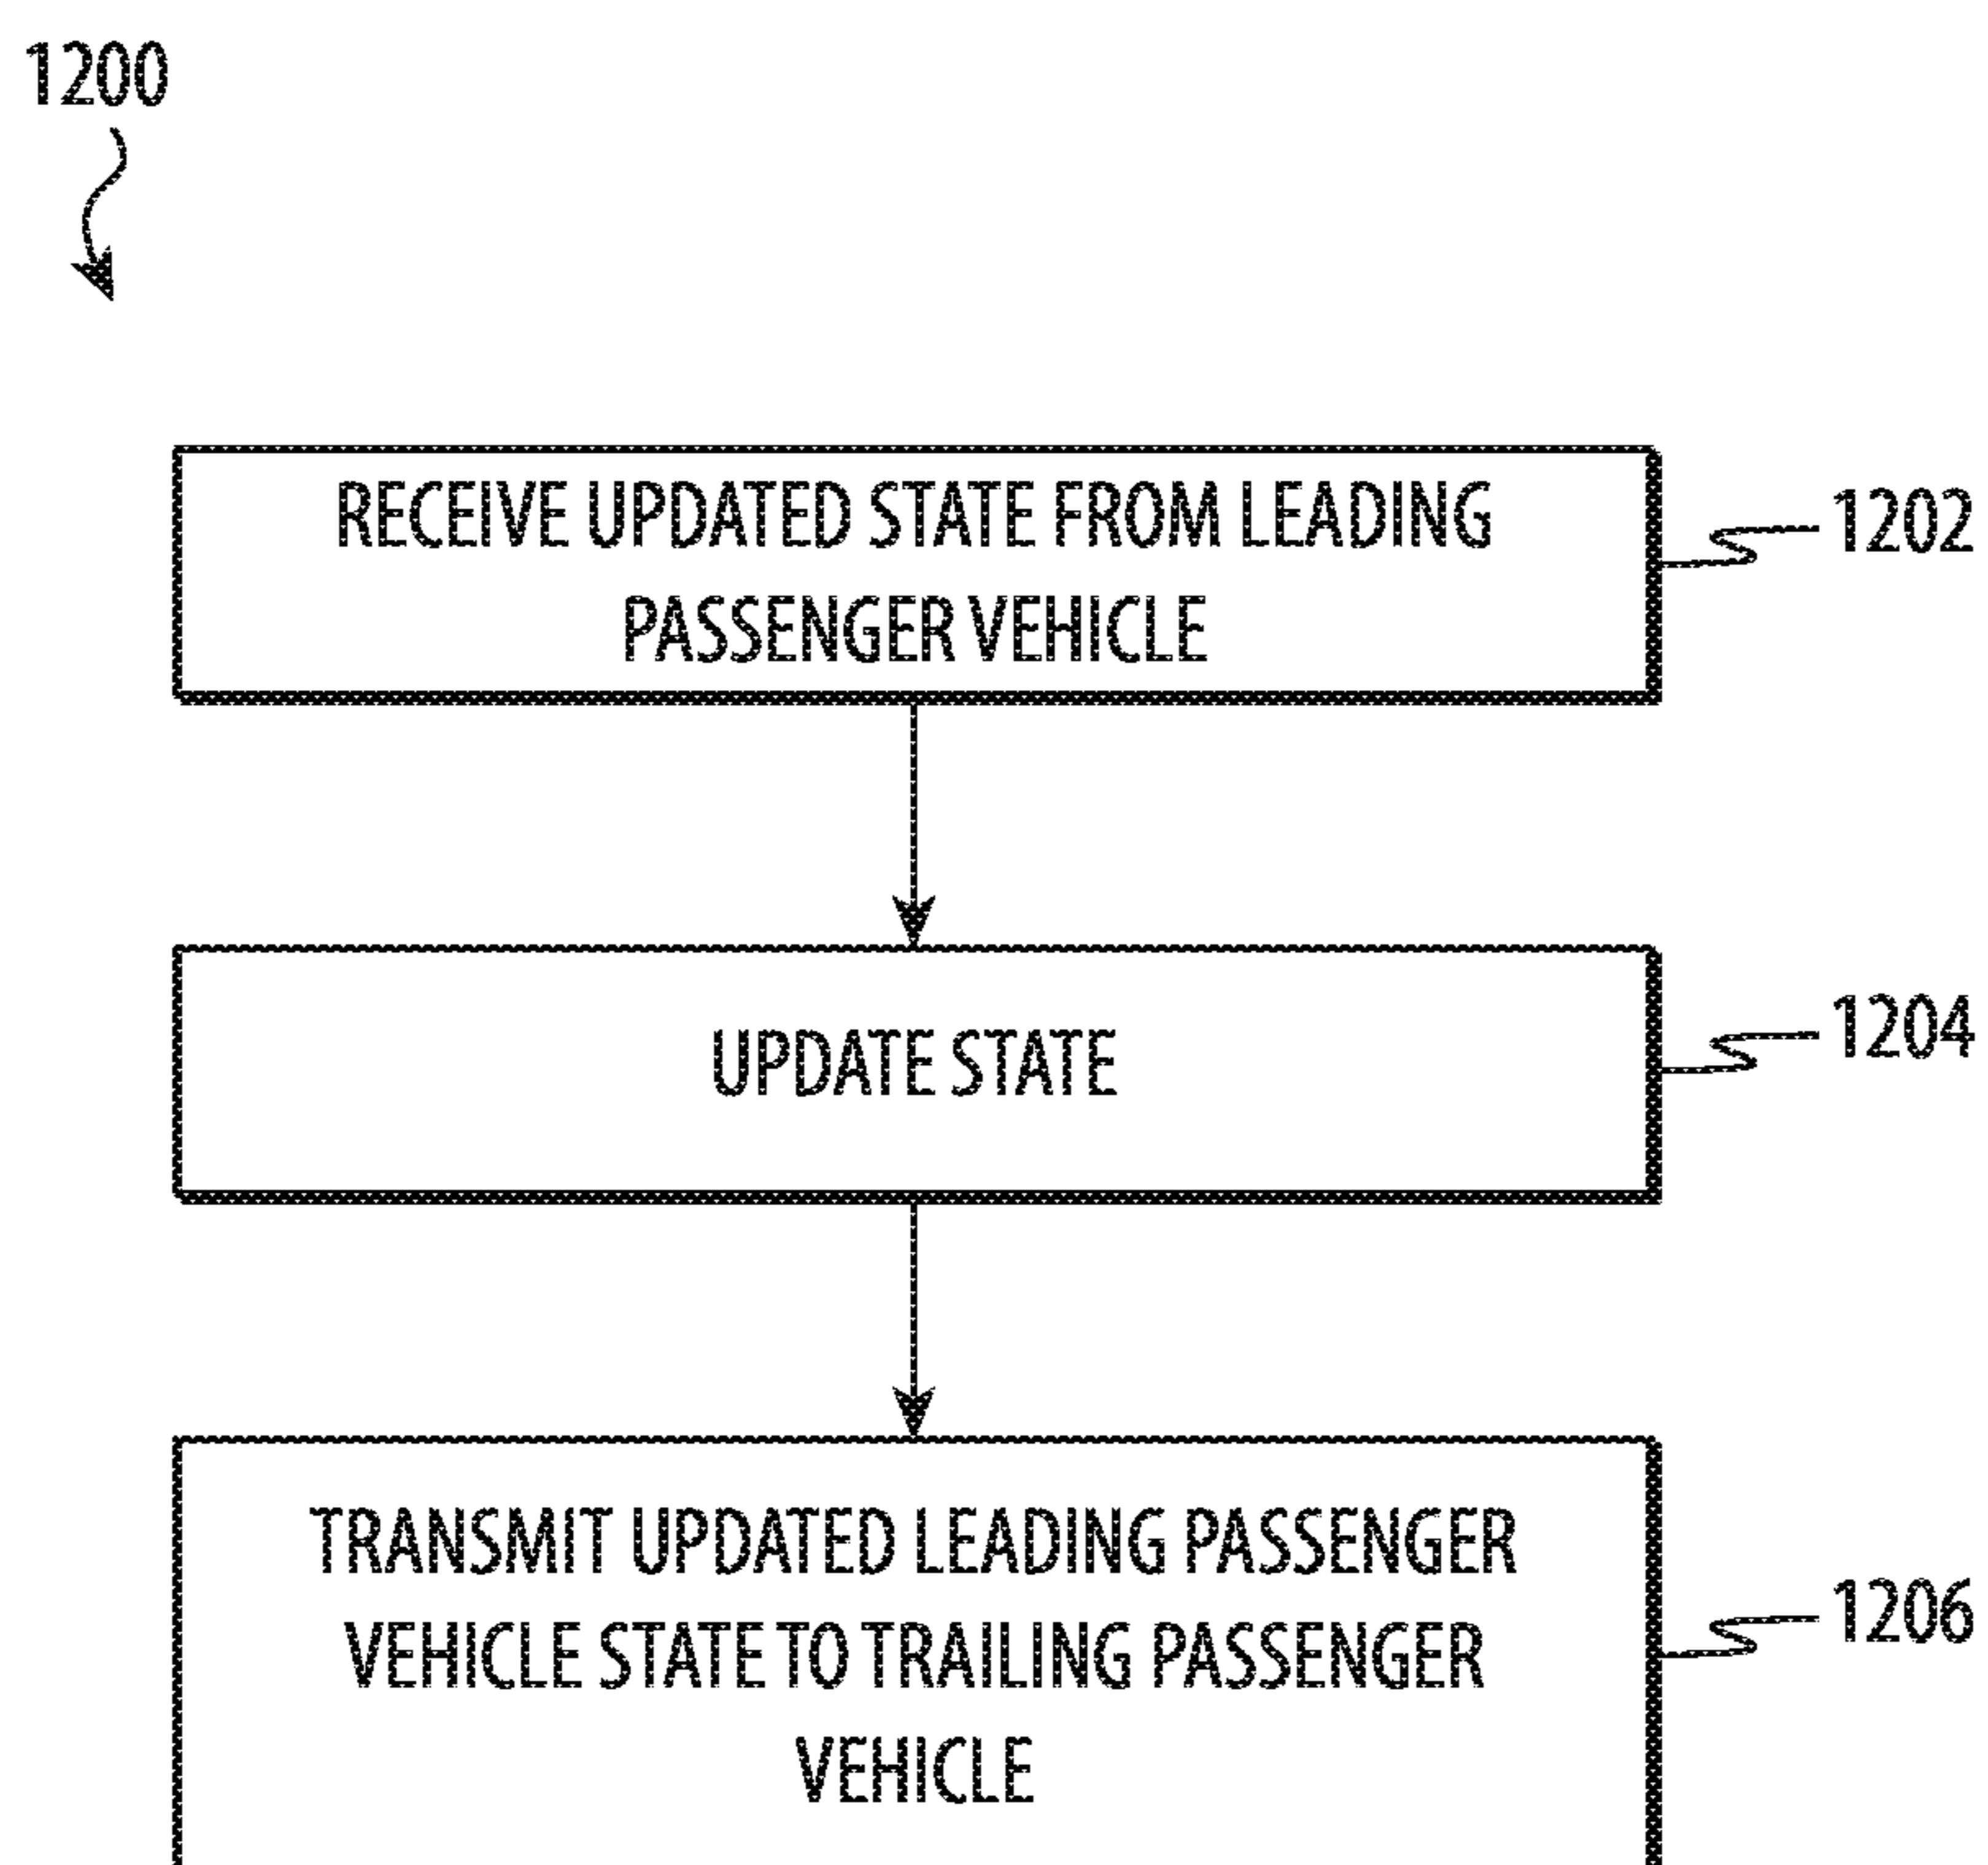 1200
RECEIVE UPDATED STATE FROM LEADING
PASSENGER VEHICLE
1202
UPDATE STATE
1204
TRANSMIT UPDATED LEADING PASSENGER
VEHICLE STATE TO TRAILING PASSENGER
VEHICLE
1206